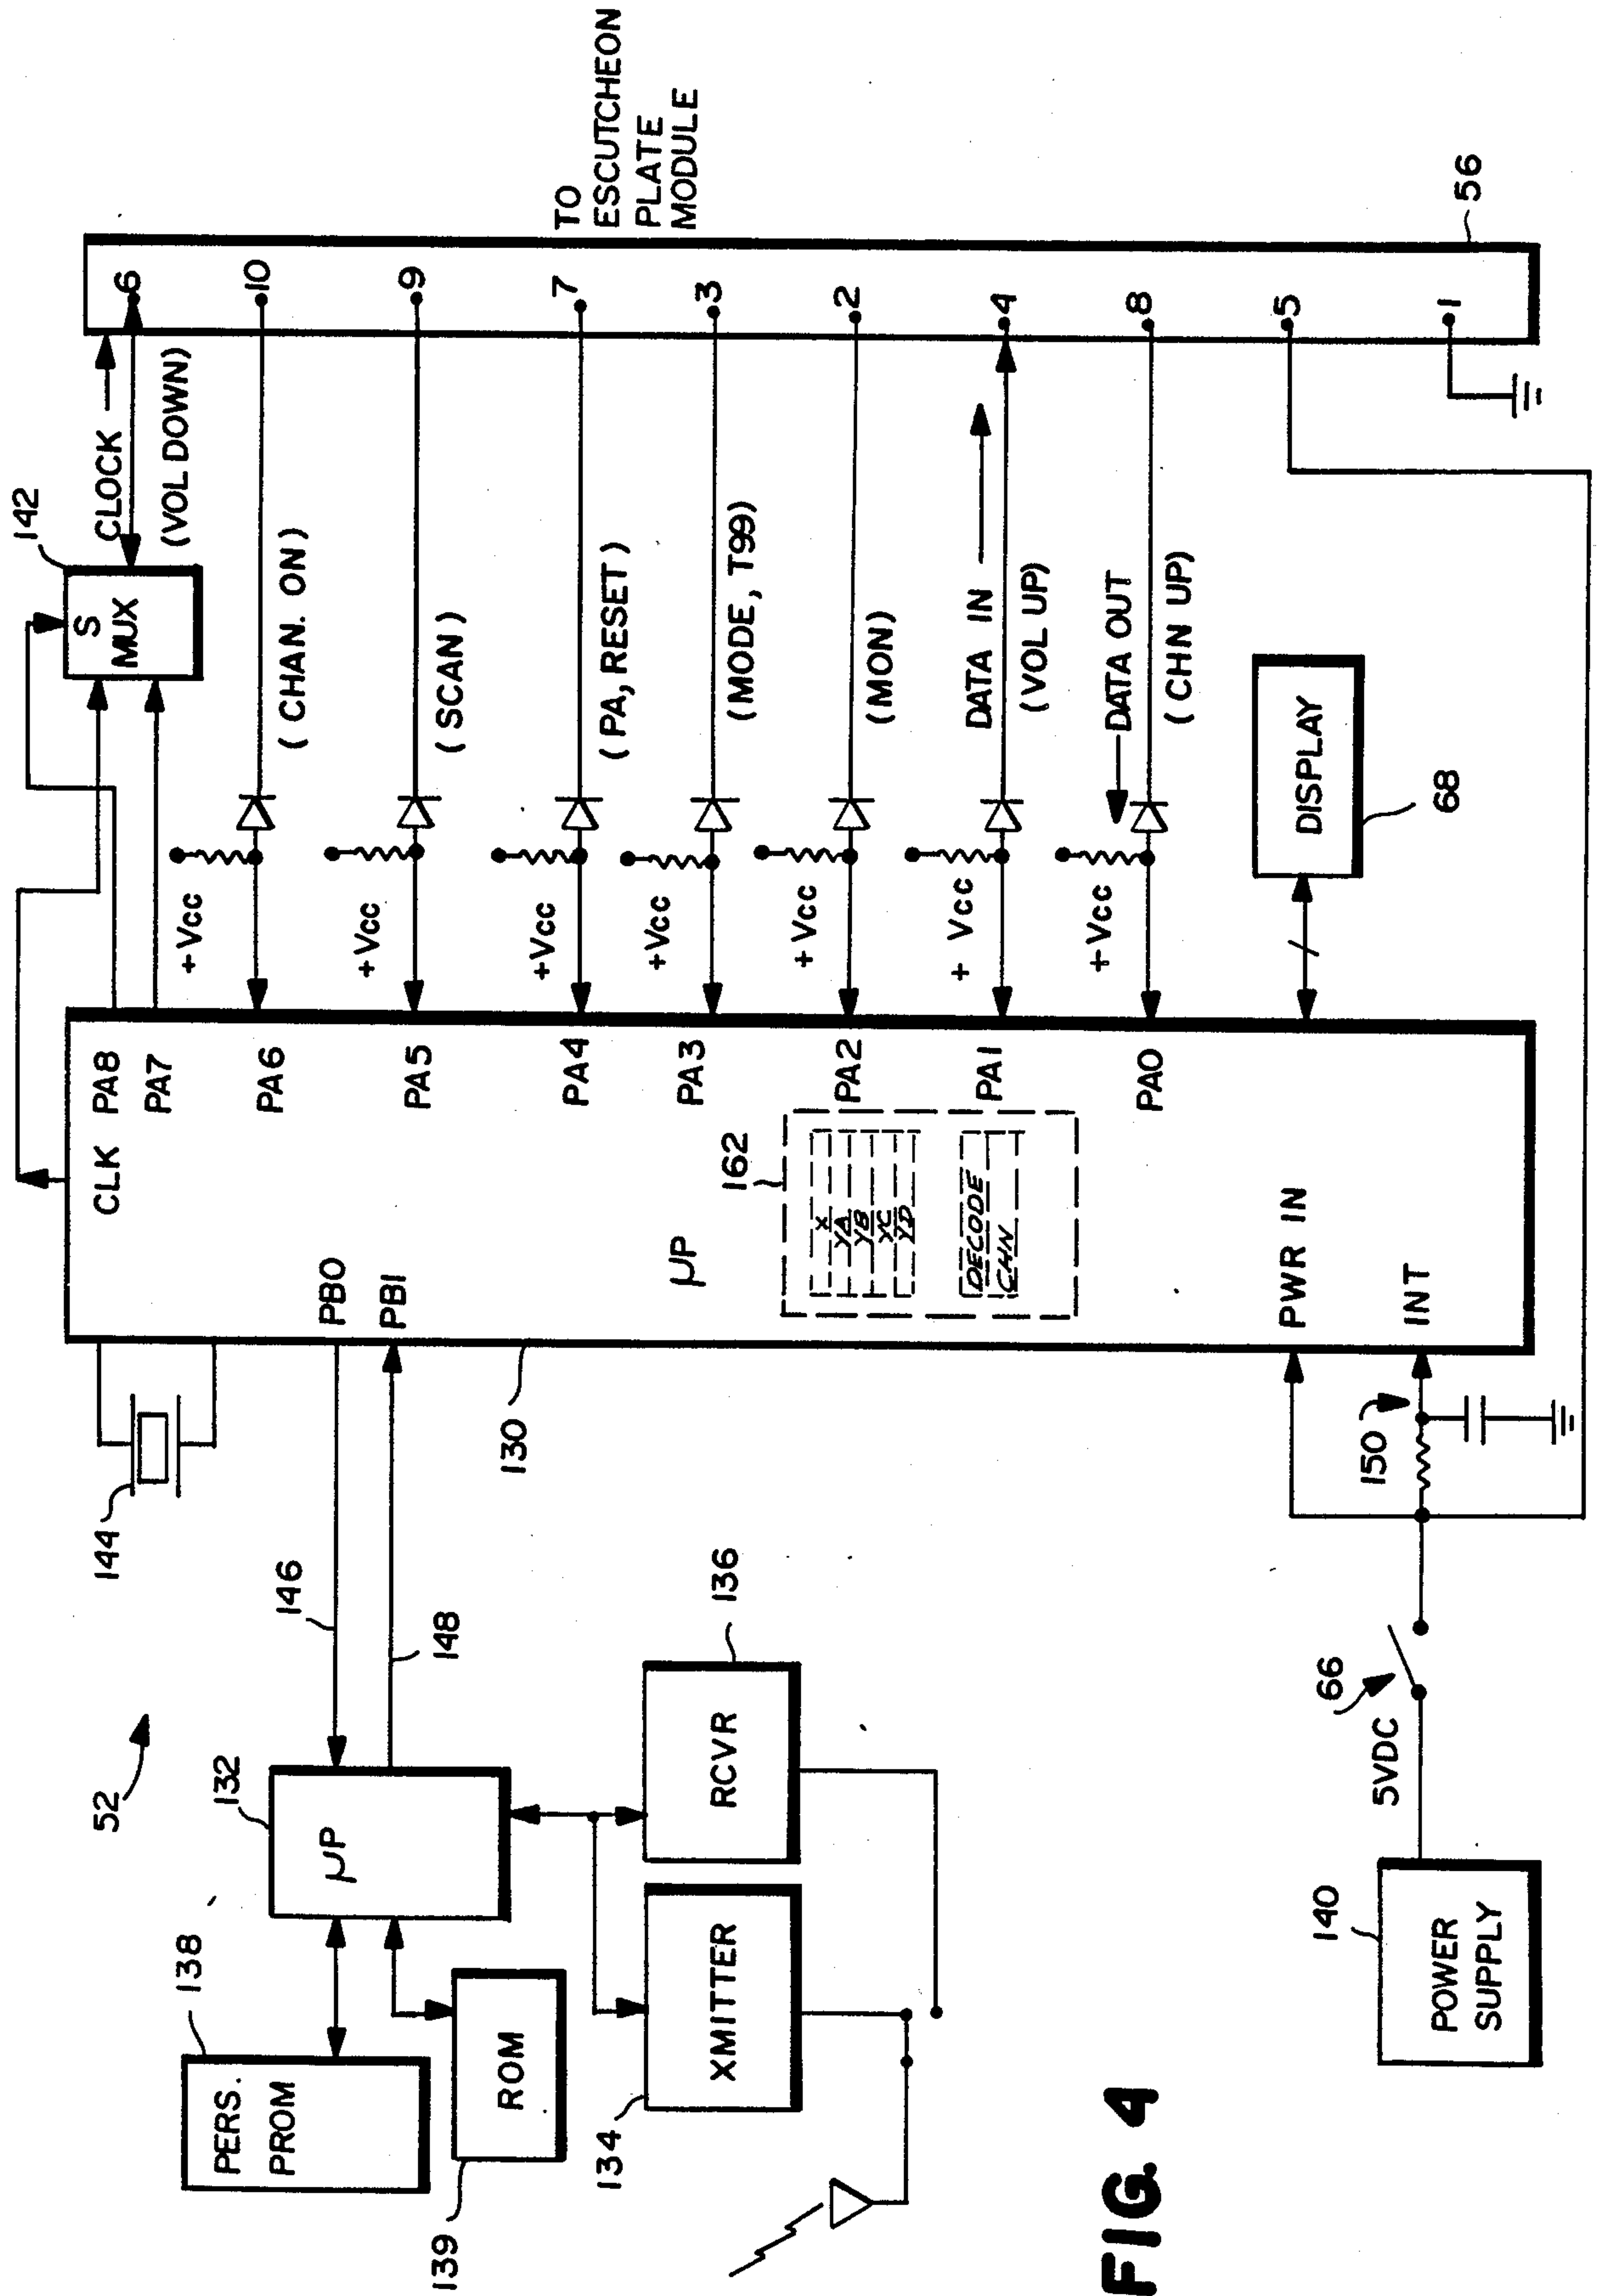 52
138
PERS.
PROM
132
µP
139
ROM
146
148
144
134
XMITTER
136
RCVR
130
CLK
PA8
PA7
PA6
PA5
PA4
PA3
PA2
PA1
PA0
PB0
PB1
µP
162
X
YA
YB
YC
YD
DECODE
CHN
PWR IN
INT
150
66
5VDC
140
POWER
SUPPLY
142
S
MUX
CLOCK
(VOL DOWN)
+Vcc
(CHAN. ON)
+Vcc
(SCAN)
+Vcc
(PA, RESET)
+Vcc
(MODE, T99)
+Vcc
(MON)
+Vcc
DATA IN
(VOL UP)
+Vcc
DATA OUT
(CHN UP)
DISPLAY
68
6
10
9
7
3
2
4
8
5
1
56
TO
ESCUTCHEON
PLATE
MODULE
FIG. 4